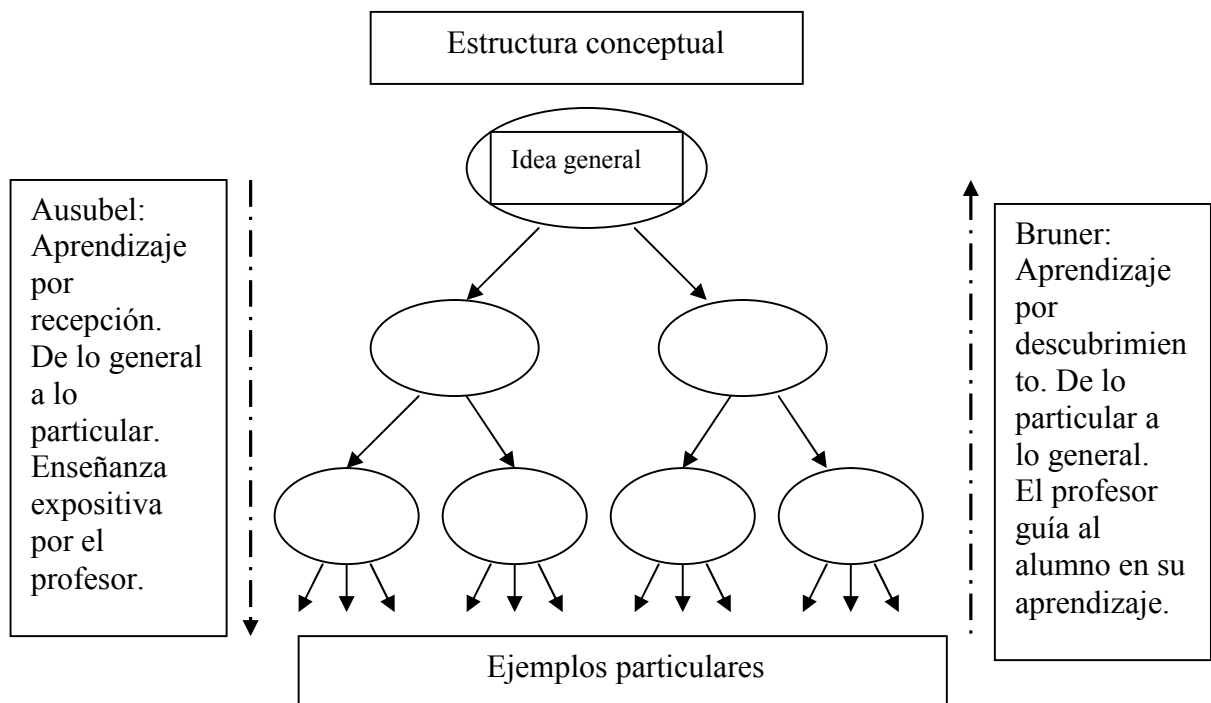 Estructura conceptual
Idea general
Ausubel:
Aprendizaje
por
recepción.
De lo general
a lo
particular.
Enseñanza
expositiva
por el
profesor.
Bruner:
Aprendizaje
por
descubrimien
to. De lo
particular a
lo general.
El profesor
guía al
alumno en su
aprendizaje.
Ejemplos particulares